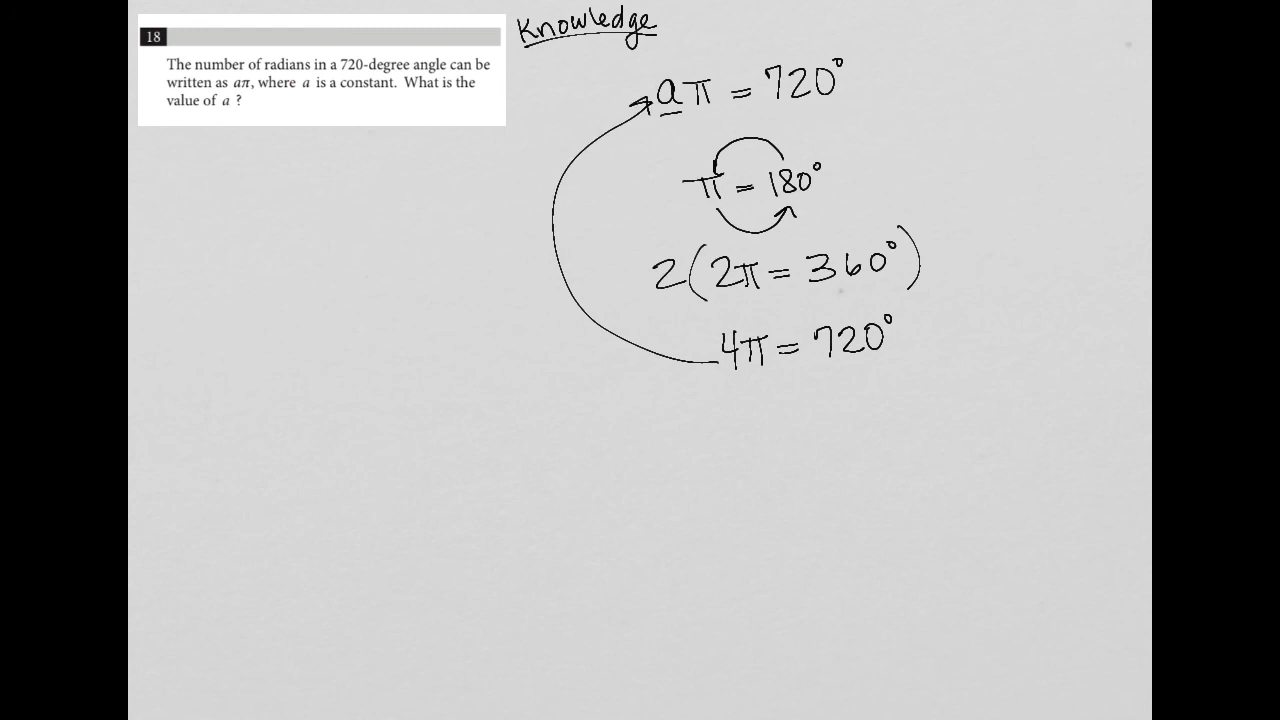 18
The number of radians in a 720-degree angle can be
written as aπ, where a is a constant. What is the
value of a ?
Knowledge
aπ = 720°
π = 180°
2(2π = 360°)
4π = 720°